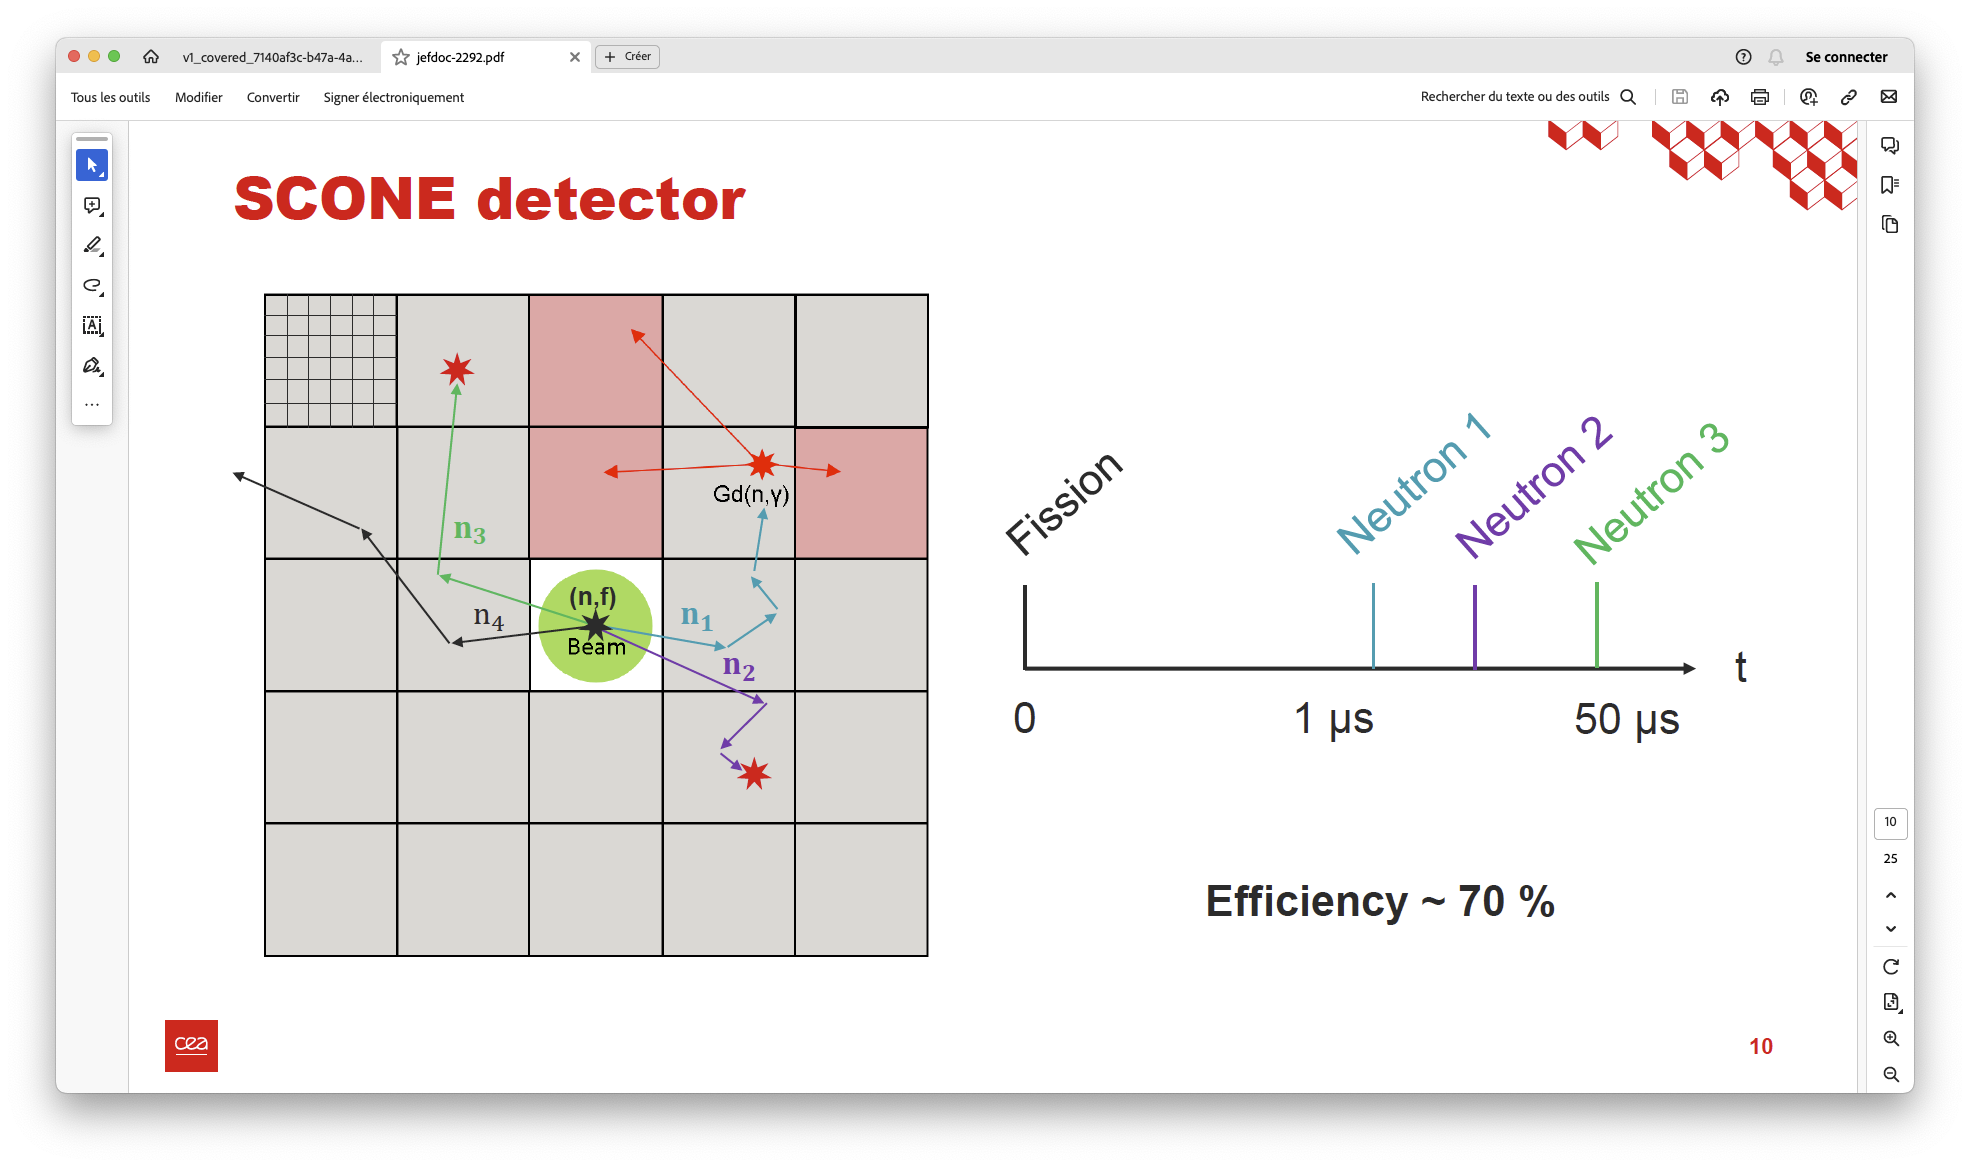 v1_covered_7140af3c-b47a-4a...
jefdoc-2292.pdf
Créer
Se connecter
Tous les outils
Modifier
Convertir
Signer électroniquement
Rechercher du texte ou des outils
SCONE detector
Gd(n,γ)
n3
(n,f)
Beam
n4
n1
n2
Fission
Neutron 1
Neutron 2
Neutron 3
t
0
1 µs
50 µs
Efficiency ~ 70 %
cea
10
10
25